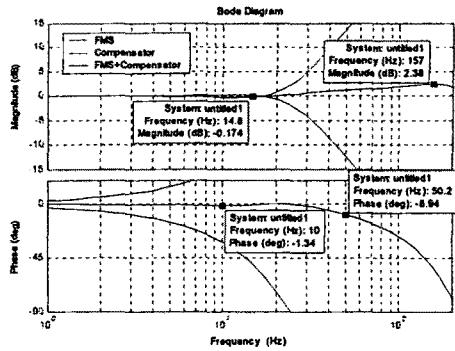 Bode Diagram
15
10
5
0
-5
-10
15
Magnitude (dB)
FMS
Compensator
FMS+Compensator
System: untitled1
Frequency (Hz): 157
Magnitude (dB): 2.38
System: untitled1
Frequency (Hz): 14.8
Magnitude (dB): -0.174
System: untitled1
Frequency (Hz): 50.2
Phase (deg): -8.94
System: untitled1
Frequency (Hz): 10
Phase (deg): -1.34
0
-45
-90
Phase (deg)
Frequency (Hz)